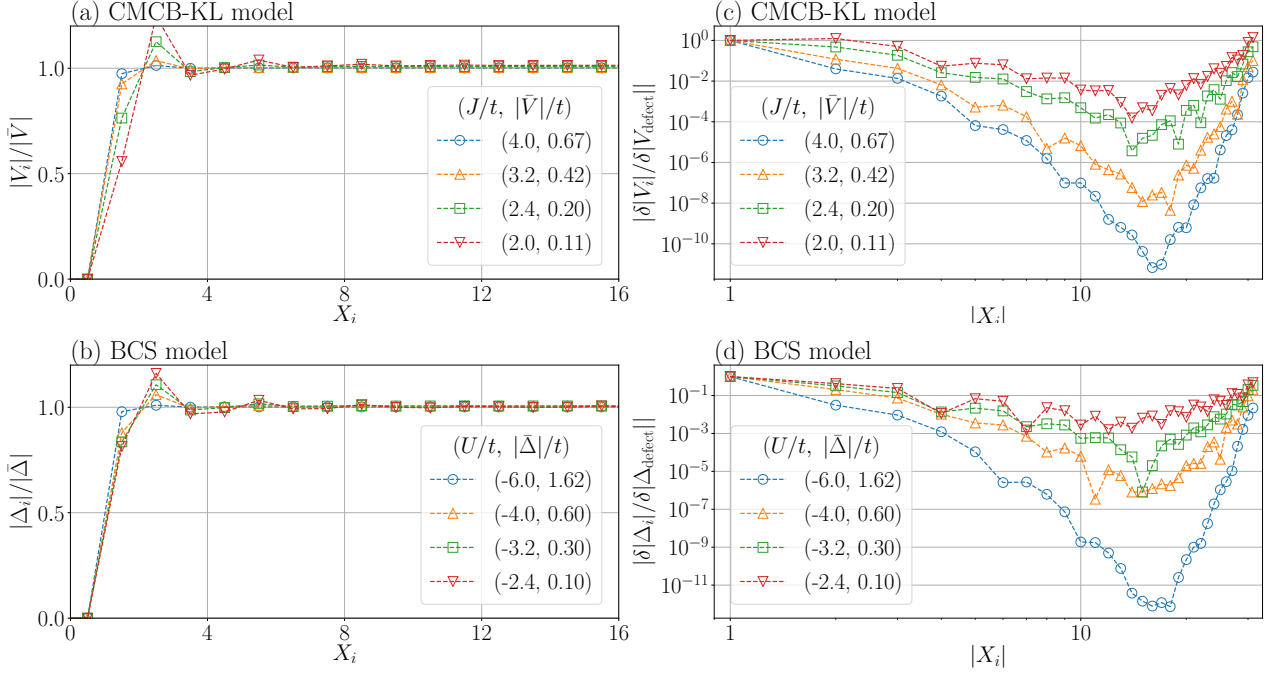 (a) CMCB-KL model
|V_i|/|V̄|
1.0
0.5
0.0
0 4 8 12 16
X_i
(J/t, |V̄|/t)
(4.0, 0.67)
(3.2, 0.42)
(2.4, 0.20)
(2.0, 0.11)
(c) CMCB-KL model
|δ|V_i|/δ|V_defect||
10^0
10^−2
10^−4
10^−6
10^−8
10^−10
1 10
|X_i|
(J/t, |V̄|/t)
(4.0, 0.67)
(3.2, 0.42)
(2.4, 0.20)
(2.0, 0.11)
(b) BCS model
|Δ_i|/|Δ̄|
1.0
0.5
0.0
0 4 8 12 16
X_i
(U/t, |Δ̄|/t)
(-6.0, 1.62)
(-4.0, 0.60)
(-3.2, 0.30)
(-2.4, 0.10)
(d) BCS model
|δ|Δ_i|/δ|Δ_defect||
10^−1
10^−3
10^−5
10^−7
10^−9
10^−11
1 10
|X_i|
(U/t, |Δ̄|/t)
(-6.0, 1.62)
(-4.0, 0.60)
(-3.2, 0.30)
(-2.4, 0.10)